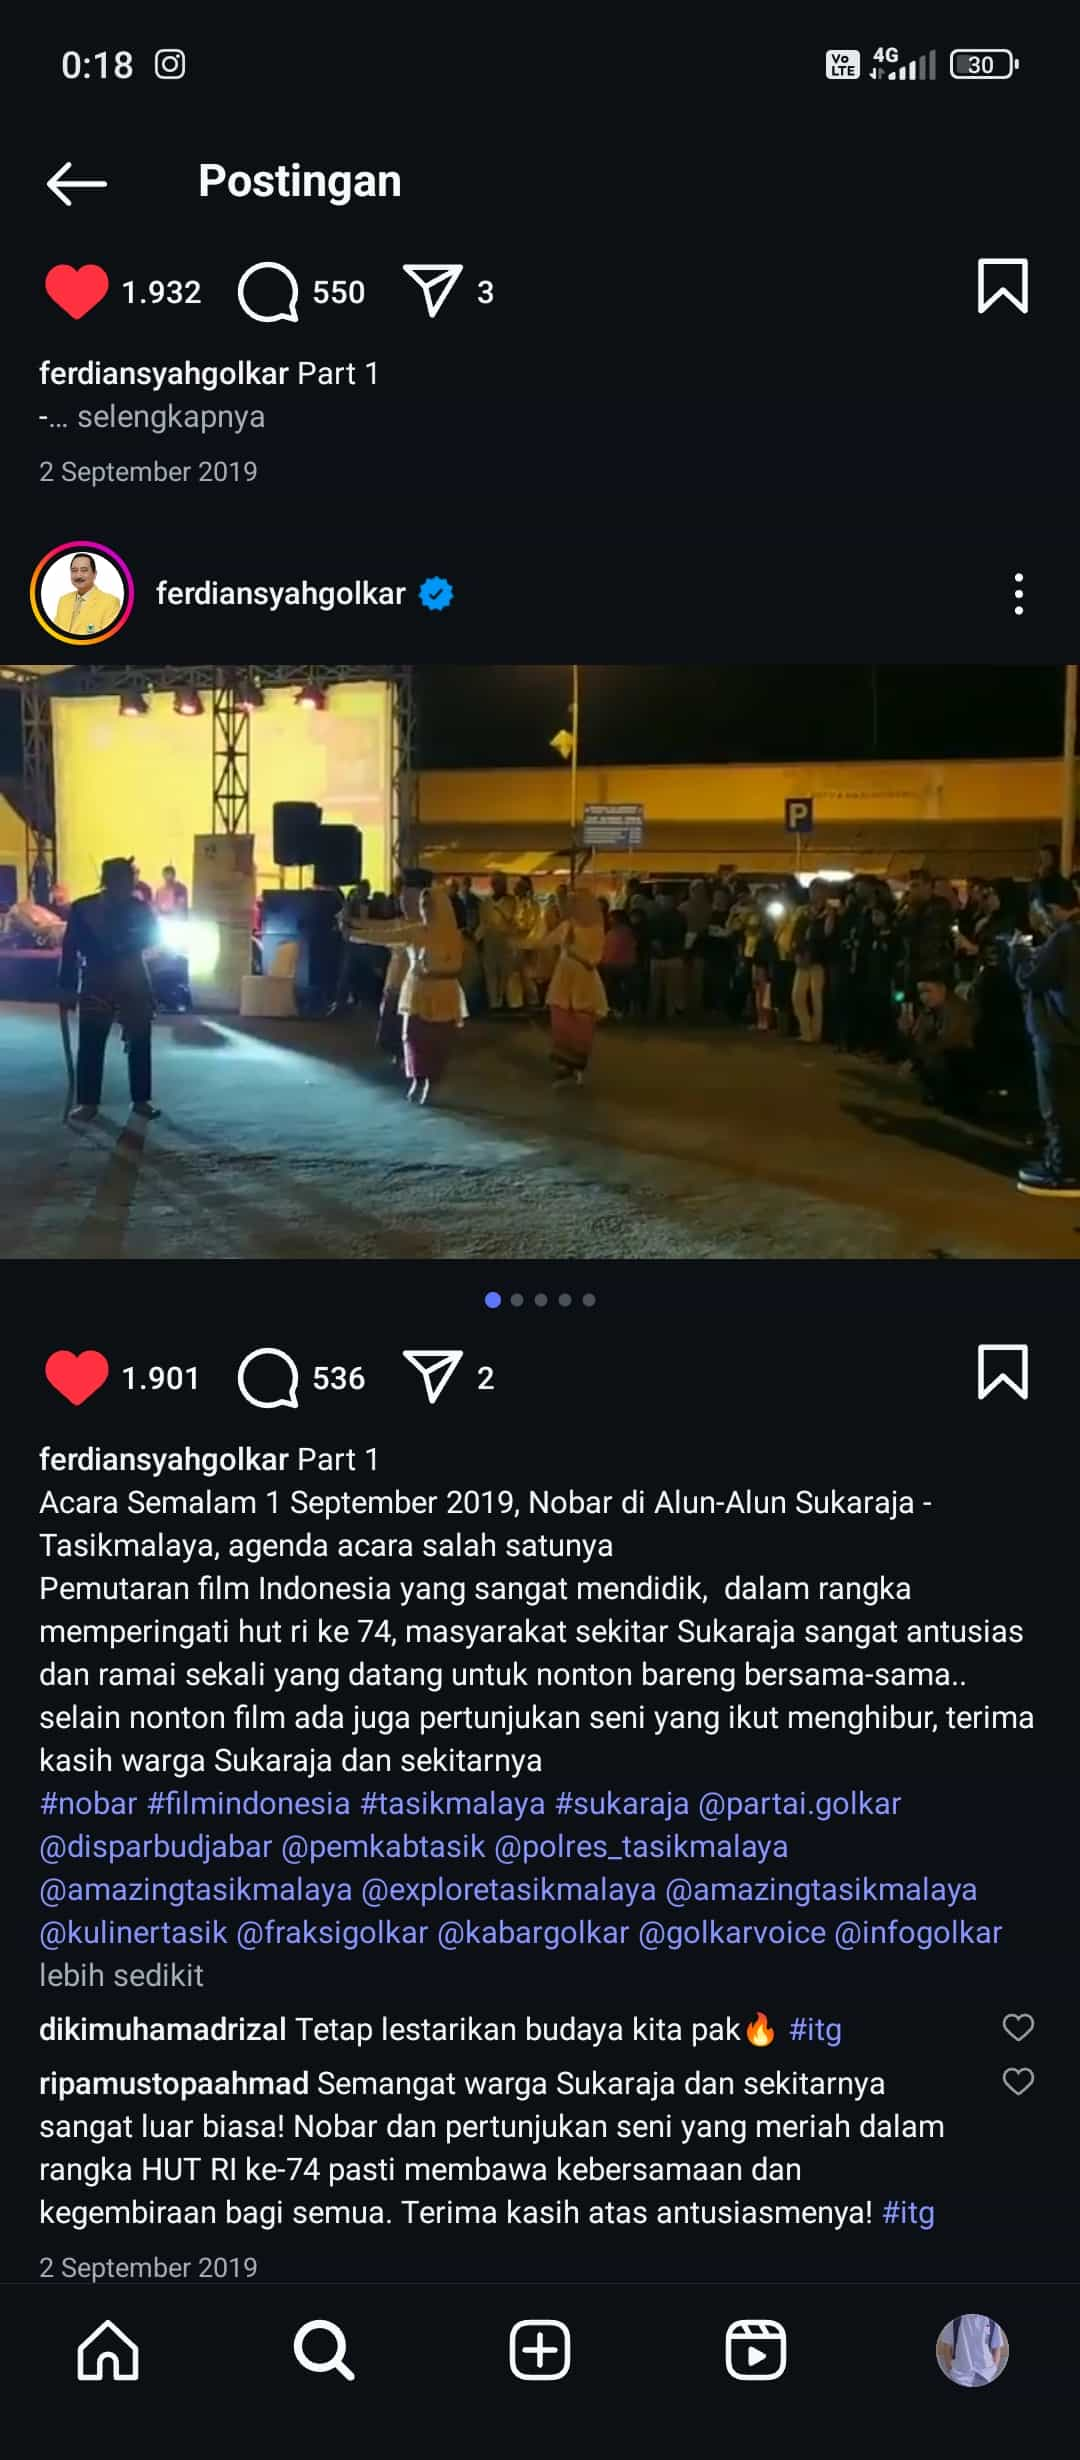 0:18
Vo LTE 4G 30
Postingan
1.932 550 3
ferdiansyahgolkar Part 1
-... selengkapnya
2 September 2019
ferdiansyahgolkar
P
1.901 536 2
ferdiansyahgolkar Part 1
Acara Semalam 1 September 2019, Nobar di Alun-Alun Sukaraja -
Tasikmalaya, agenda acara salah satunya
Pemutaran film Indonesia yang sangat mendidik,  dalam rangka
memperingati hut ri ke 74, masyarakat sekitar Sukaraja sangat antusias
dan ramai sekali yang datang untuk nonton bareng bersama-sama..
selain nonton film ada juga pertunjukan seni yang ikut menghibur, terima
kasih warga Sukaraja dan sekitarnya
#nobar #filmindonesia #tasikmalaya #sukaraja @partai.golkar
@disparbudjabar @pemkabtasik @polres_tasikmalaya
@amazingtasikmalaya @exploretasikmalaya @amazingtasikmalaya
@kulinertasik @fraksigolkar @kabargolkar @golkarvoice @infogolkar
lebih sedikit
dikimuhamadrizal Tetap lestarikan budaya kita pak🔥 #itg
ripamustopaahmad Semangat warga Sukaraja dan sekitarnya
sangat luar biasa! Nobar dan pertunjukan seni yang meriah dalam
rangka HUT RI ke-74 pasti membawa kebersamaan dan
kegembiraan bagi semua. Terima kasih atas antusiasmenya! #itg
2 September 2019